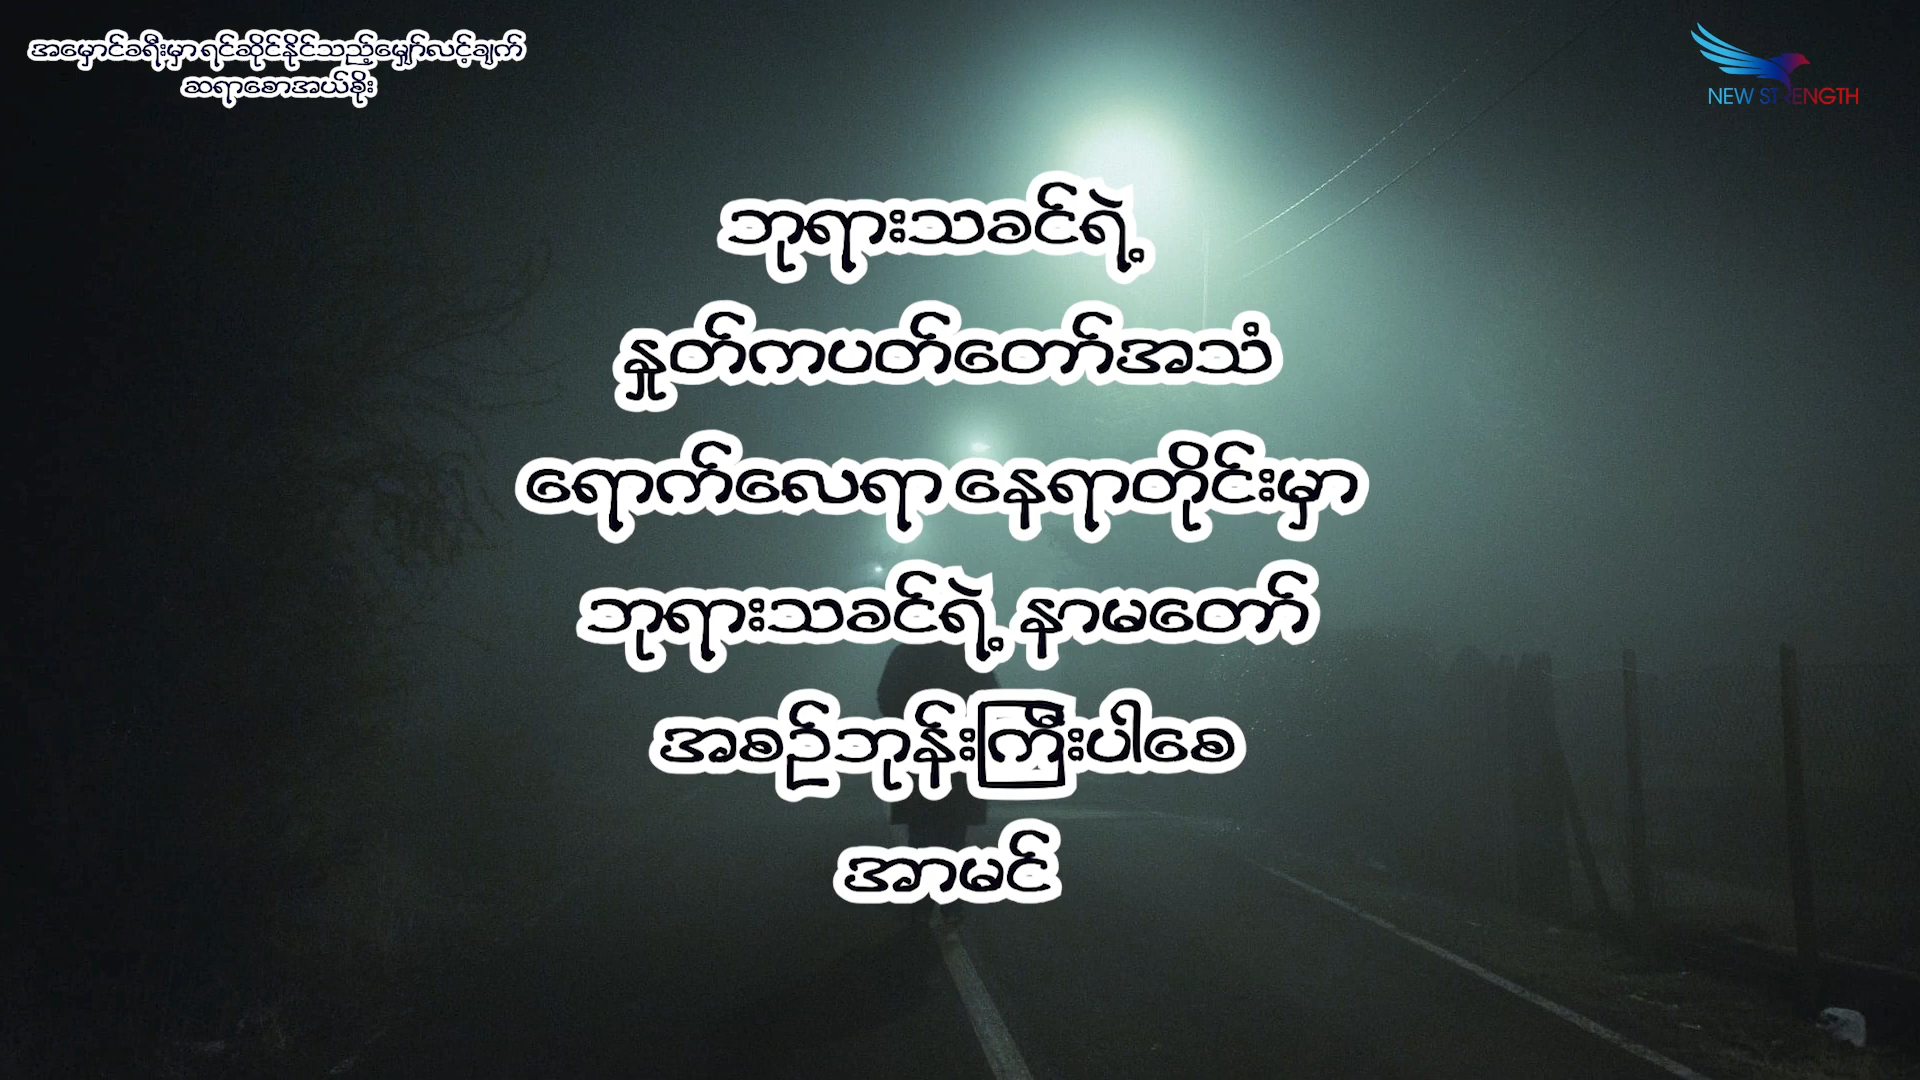 အမှောင်ခရီးမှာ ရင်ဆိုင်နိုင်သည့်မျှော်လင့်ချက်
ဆရာစောအယ်စိုး
NEW STRENGTH
ဘုရားသခင်ရဲ့
နှုတ်ကပတ်တော်အသံ
ရောက်လေရာ နေရာတိုင်းမှာ
ဘုရားသခင်ရဲ့ နာမတော်
အစဉ်ဘုန်းကြီးပါစေ
အာမင်